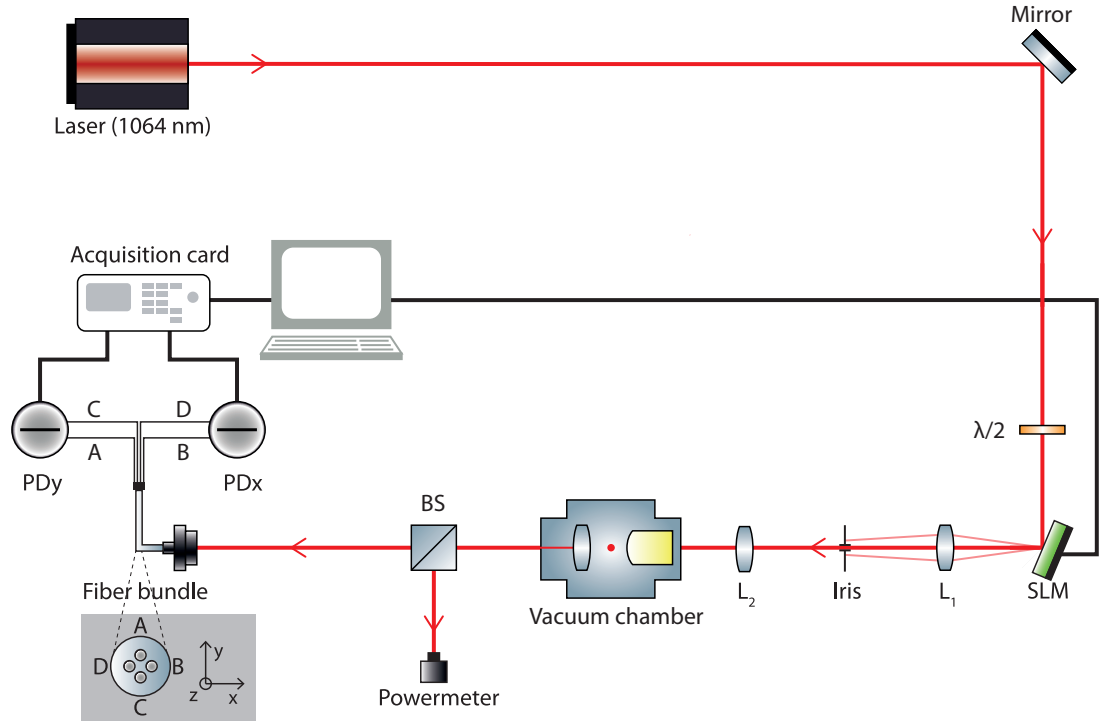 Mirror
Laser (1064 nm)
Acquisition card
C
D
A
B
PDy
PDx
λ/2
BS
Fiber bundle
Vacuum chamber
L2
Iris
L1
SLM
A
D
B
C
y
z
x
Powermeter